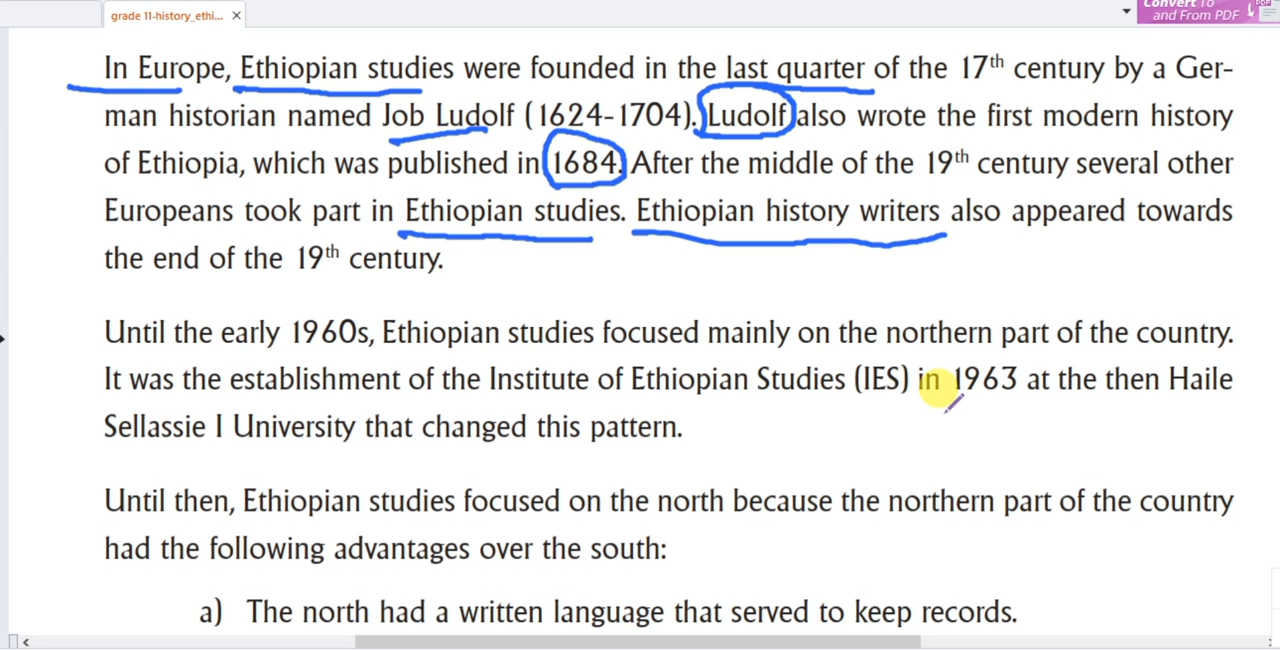 grade 11-history_ethi...
Convert To
and From PDF
In Europe, Ethiopian studies were founded in the last quarter of the 17th century by a Ger-
man historian named Job Ludolf (1624-1704). Ludolf also wrote the first modern history
of Ethiopia, which was published in 1684. After the middle of the 19th century several other
Europeans took part in Ethiopian studies. Ethiopian history writers also appeared towards
the end of the 19th century.
Until the early 1960s, Ethiopian studies focused mainly on the northern part of the country.
It was the establishment of the Institute of Ethiopian Studies (IES) in 1963 at the then Haile
Sellassie I University that changed this pattern.
Until then, Ethiopian studies focused on the north because the northern part of the country
had the following advantages over the south:
a) The north had a written language that served to keep records.